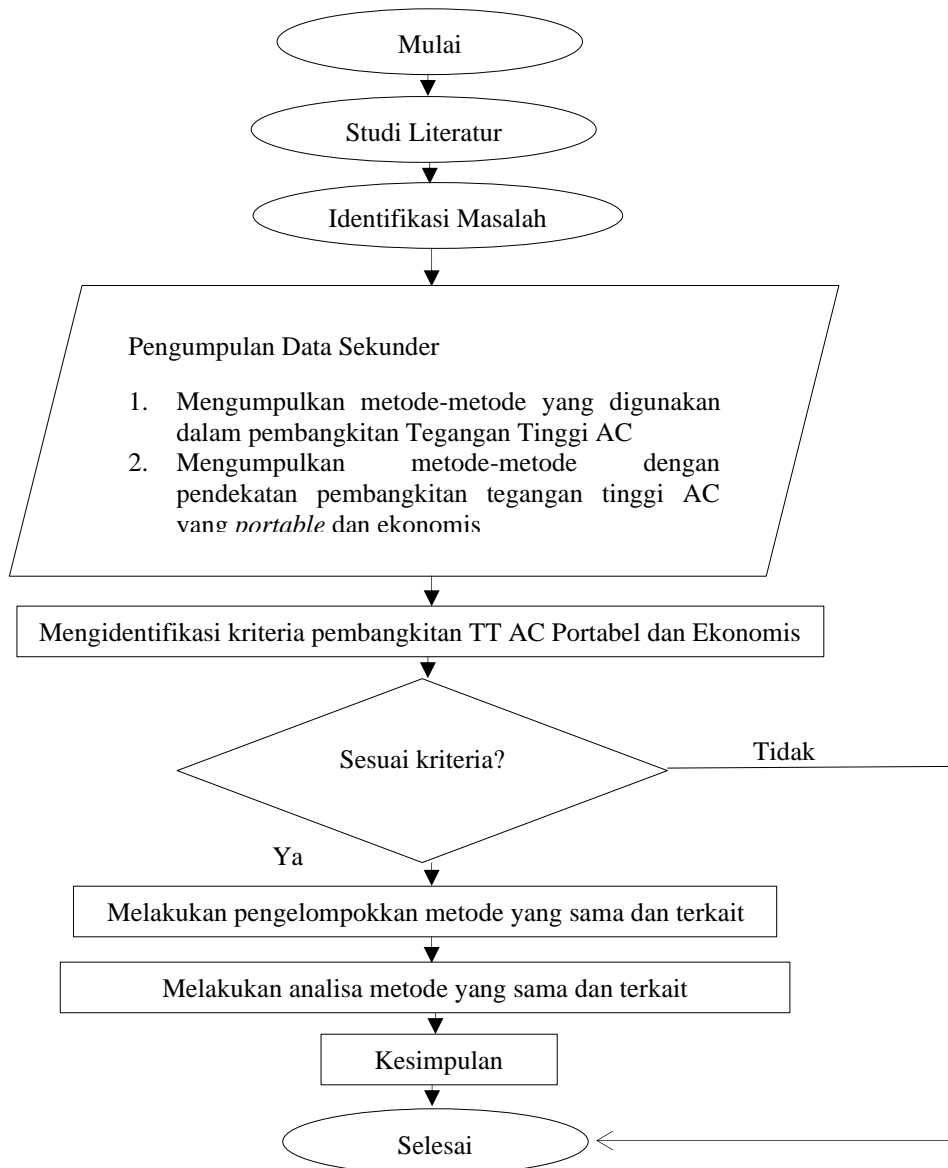 Mulai
Studi Literatur
Identifikasi Masalah
Pengumpulan Data Sekunder
1. Mengumpulkan metode-metode yang digunakan
dalam pembangkitan Tegangan Tinggi AC
2. Mengumpulkan metode-metode dengan
pendekatan pembangkitan tegangan tinggi AC
yang portable dan ekonomis
Mengidentifikasi kriteria pembangkitan TT AC Portabel dan Ekonomis
Sesuai kriteria?
Tidak
Ya
Melakukan pengelompokkan metode yang sama dan terkait
Melakukan analisa metode yang sama dan terkait
Kesimpulan
Selesai